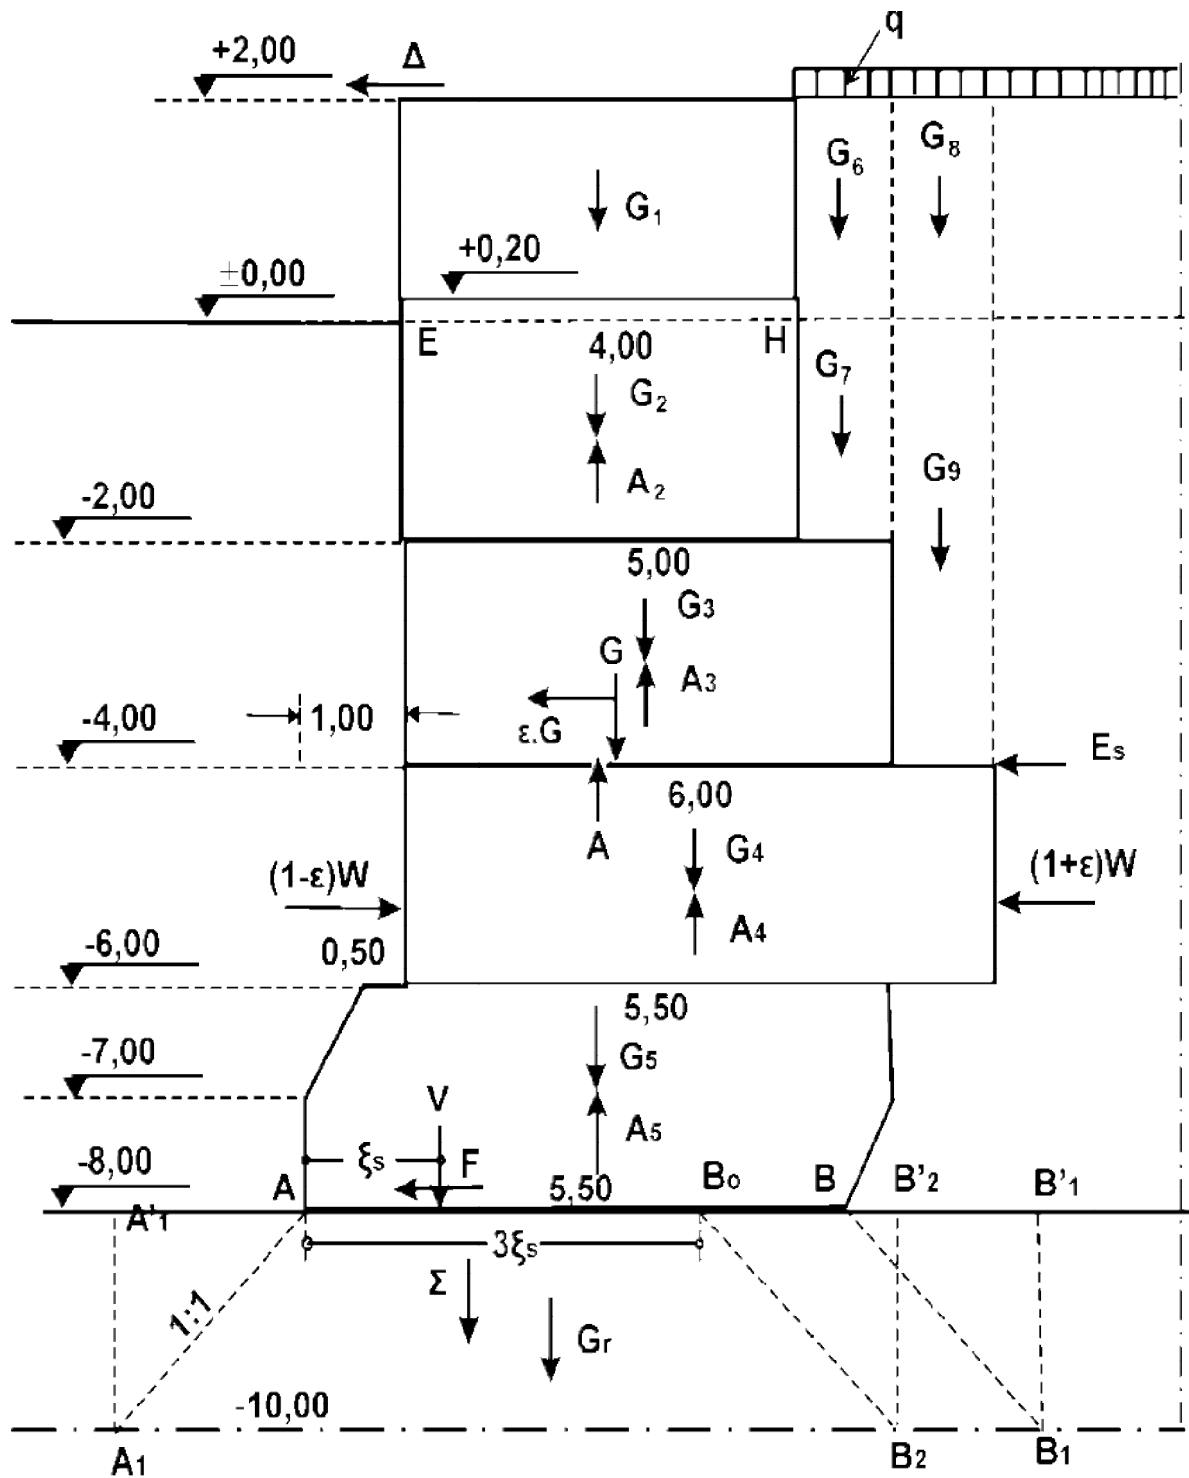 q
+2,00
Δ
G₆
G₈
G₁
+0,20
±0,00
E
4,00
H
G₂
G₇
A₂
G9
-2,00
5,00
G3
G
A3
-4,00
1,00
ε.G
Es
6,00
A
G4
(1-ε)W
(1+ε)W
A4
-6,00
0,50
5,50
G5
-7,00
V
A5
ξs
F
-8,00
A
5,50
Bo
B
B'2
B'1
A'1
3ξs
Σ
1:1
Gr
-10,00
A1
B2
B1